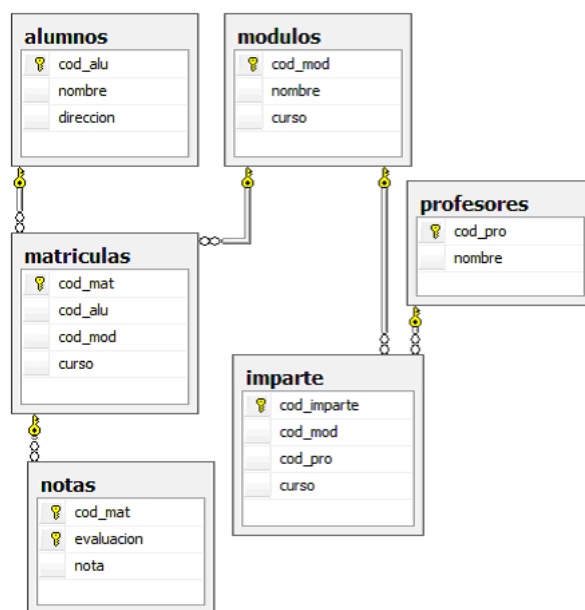 alumnos
cod_alu
nombre
direccion
modulos
cod_mod
nombre
curso
profesores
cod_pro
nombre
matriculas
cod_mat
cod_alu
cod_mod
curso
imparte
cod_imparte
cod_mod
cod_pro
curso
notas
cod_mat
evaluacion
nota